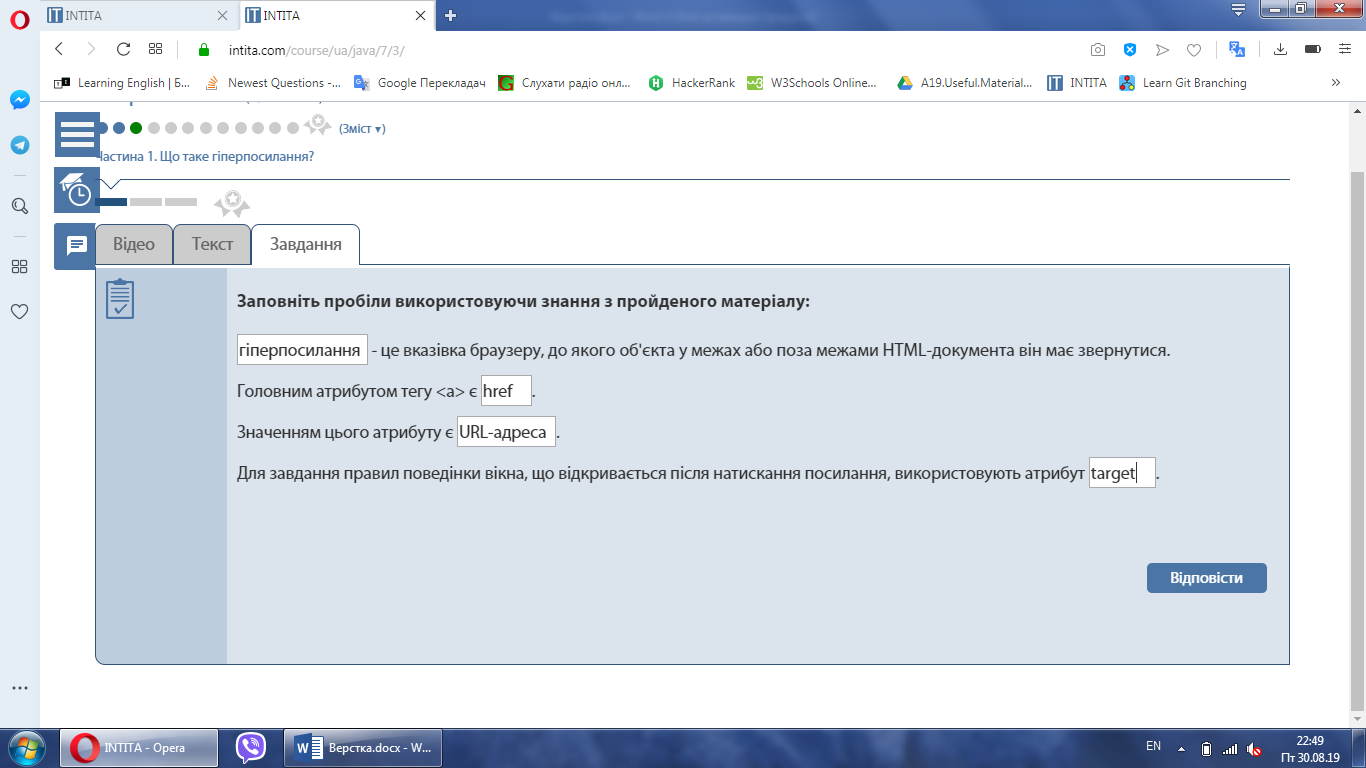 INTITA
INTITA
intita.com/course/ua/java/7/3/
Learning English | Б...
Newest Questions -...
Google Перекладач
Слухати радіо онл...
HackerRank
W3Schools Online...
A19.Useful.Material...
INTITA
Learn Git Branching
»
(Зміст ▾)
Частина 1. Що таке гіперпосилання?
Відео
Текст
Завдання
Заповніть пробіли використовуючи знання з пройденого матеріалу:
гіперпосилання - це вказівка браузеру, до якого об'єкта у межах або поза межами HTML-документа він має звернутися.
Головним атрибутом тегу <a> є href.
Значенням цього атрибуту є URL-адреса.
Для завдання правил поведінки вікна, що відкривається після натискання посилання, використовують атрибут target.
Відповісти
INTITA - Opera
Верстка.docx - W...
EN
22:49
Пт 30.08.19